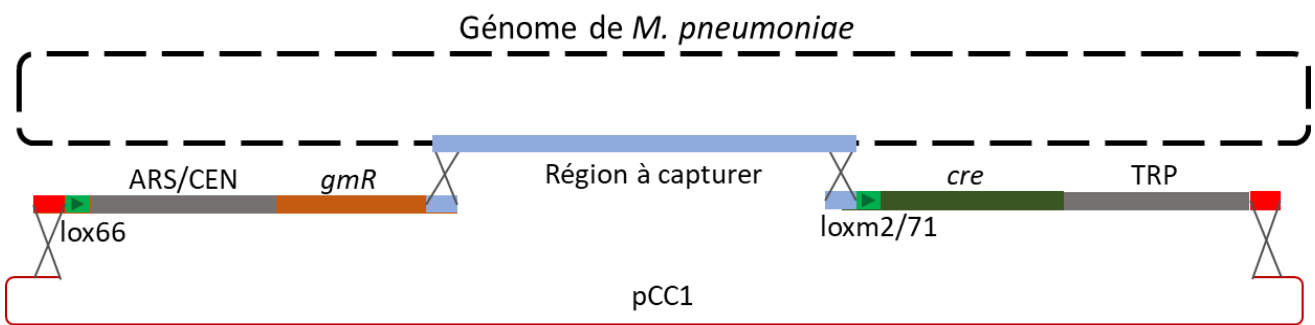 Génome de M. pneumoniae
ARS/CEN gmR Région à capturer cre TRP
lox66 loxm2/71
pCC1